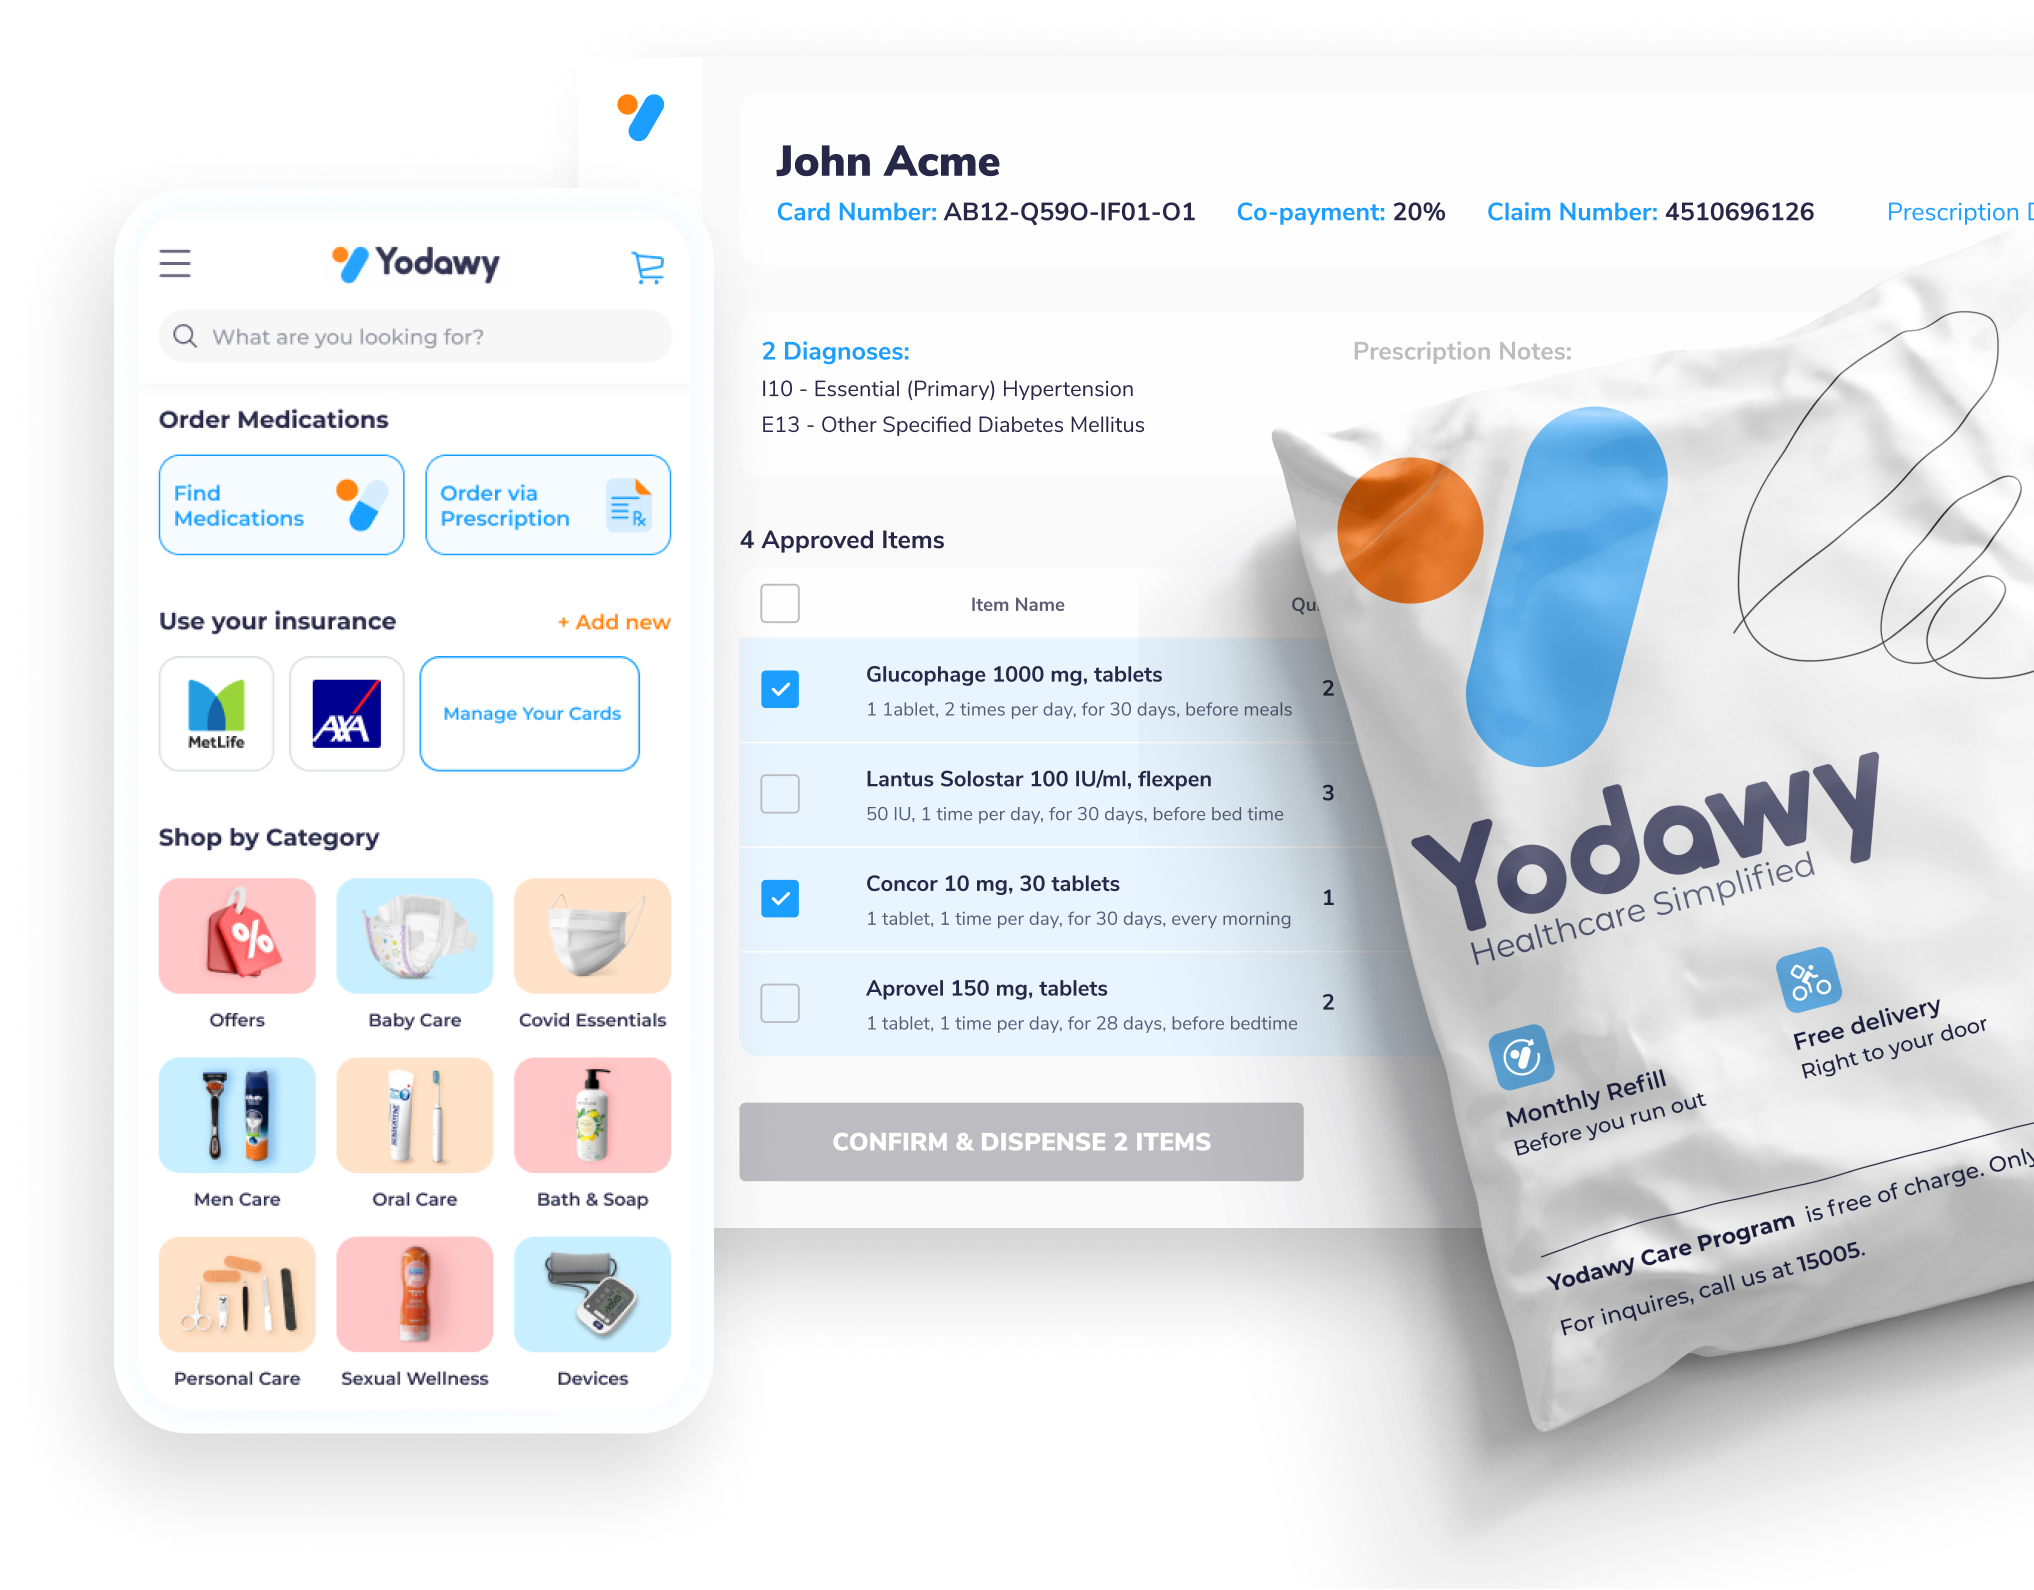 Yodawy
What are you looking for?
Order Medications
Find
Medications
Order via
Prescription
Rx
Use your insurance
+ Add new
MetLife
AXA
Manage Your Cards
Shop by Category
%
Offers
Baby Care
Covid Essentials
Men Care
SENSODYNE
Oral Care
Bath & Soap
Personal Care
Sexual Wellness
Devices
John Acme
Card Number: AB12-Q59O-IF01-O1 Co-payment: 20% Claim Number: 4510696126 Prescription
2 Diagnoses:
I10 - Essential (Primary) Hypertension
E13 - Other Specified Diabetes Mellitus
Prescription Notes:
4 Approved Items
Item Name
Glucophage 1000 mg, tablets
1 1ablet, 2 times per day, for 30 days, before meals
2
Lantus Solostar 100 IU/ml, flexpen
50 IU, 1 time per day, for 30 days, before bed time
3
Concor 10 mg, 30 tablets
1 tablet, 1 time per day, for 30 days, every morning
1
Aprovel 150 mg, tablets
1 tablet, 1 time per day, for 28 days, before bedtime
2
CONFIRM & DISPENSE 2 ITEMS
Yodawy
Healthcare Simplified
Free delivery
Right to your door
Monthly Refill
Before you run out
Yodawy Care Program is free of charge. Only
For inquires, call us at 15005.